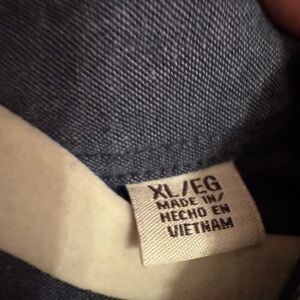 XL/EG
MADE IN/
HECHO EN
VIETNAM